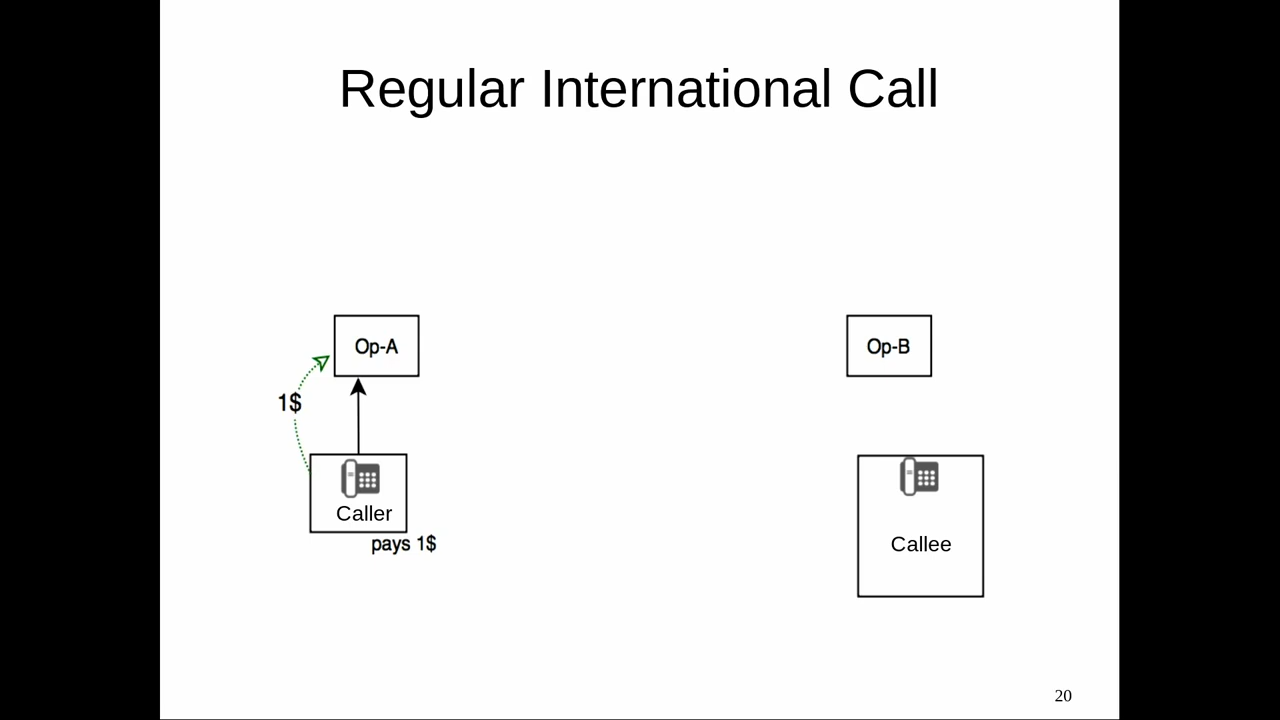 Regular International Call
Op-A
Op-B
1$
Caller
pays 1$
Callee
20